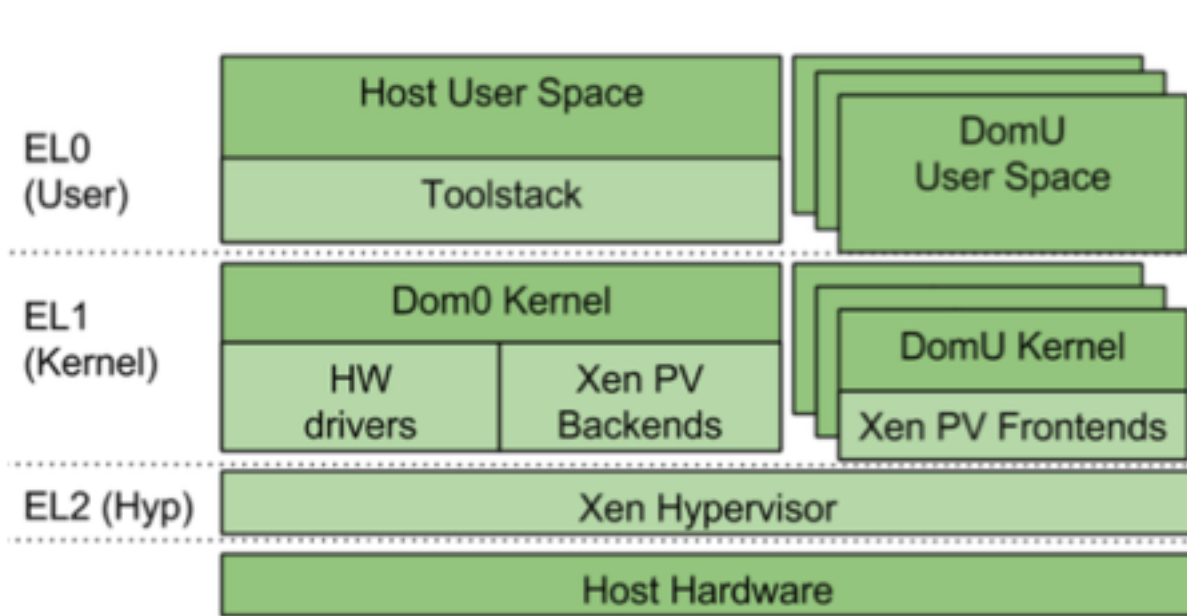 Host User Space
EL0
(User)
Toolstack
DomU
User Space
EL1
(Kernel)
Dom0 Kernel
HW
drivers
Xen PV
Backends
DomU Kernel
Xen PV Frontends
EL2 (Hyp)
Xen Hypervisor
Host Hardware